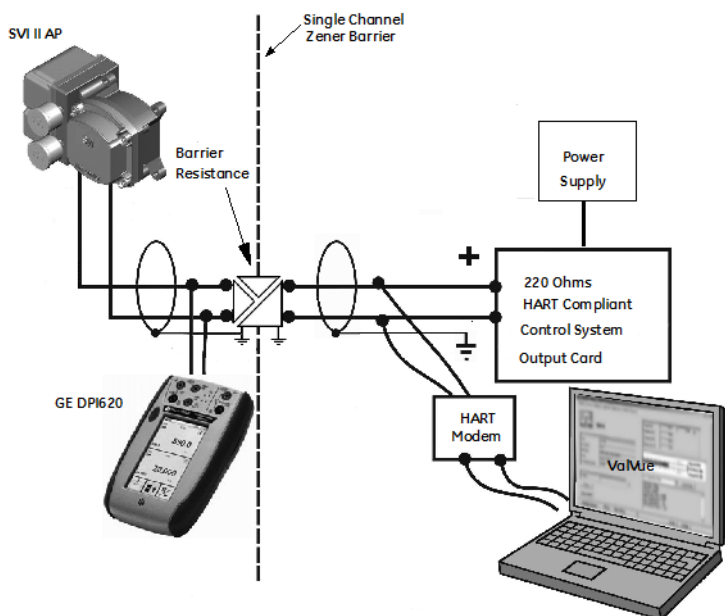 SVI II AP
Single Channel
Zener Barrier
Barrier
Resistance
Power
Supply
+
220 Ohms
HART Compliant
Control System
Output Card
GE DPI620
HART
Modem
ValVue